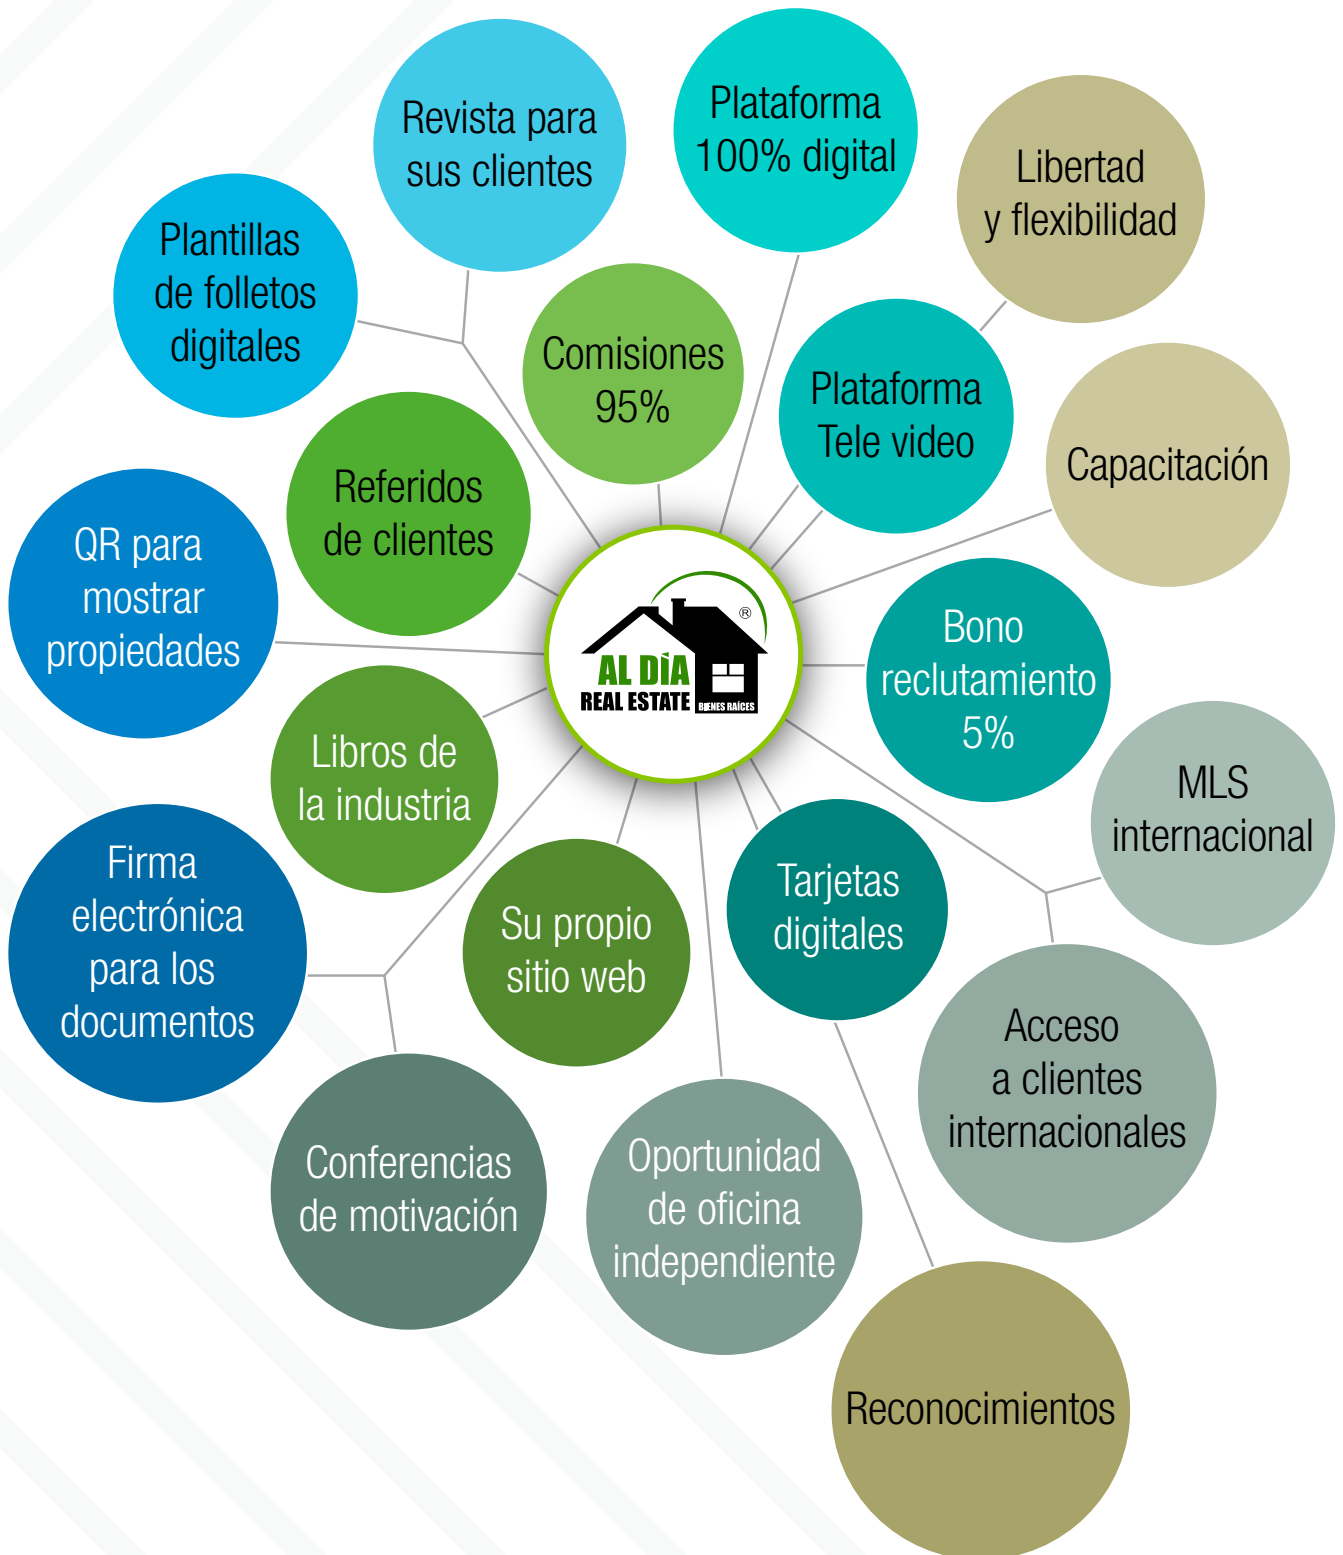 Revista para
sus clientes
Plataforma
100% digital
Libertad
y flexibilidad
Plantillas
de folletos
digitales
Comisiones
95%
Plataforma
Tele video
Capacitación
Referidos
de clientes
QR para
mostrar
propiedades
®
AL DÌA
REAL ESTATE
BIENES RAÍCES
Bono
reclutamiento
5%
Libros de
la industria
MLS
internacional
Firma
electrónica
para los
documentos
Su propio
sitio web
Tarjetas
digitales
Acceso
a clientes
internacionales
Conferencias
de motivación
Oportunidad
de oficina
independiente
Reconocimientos